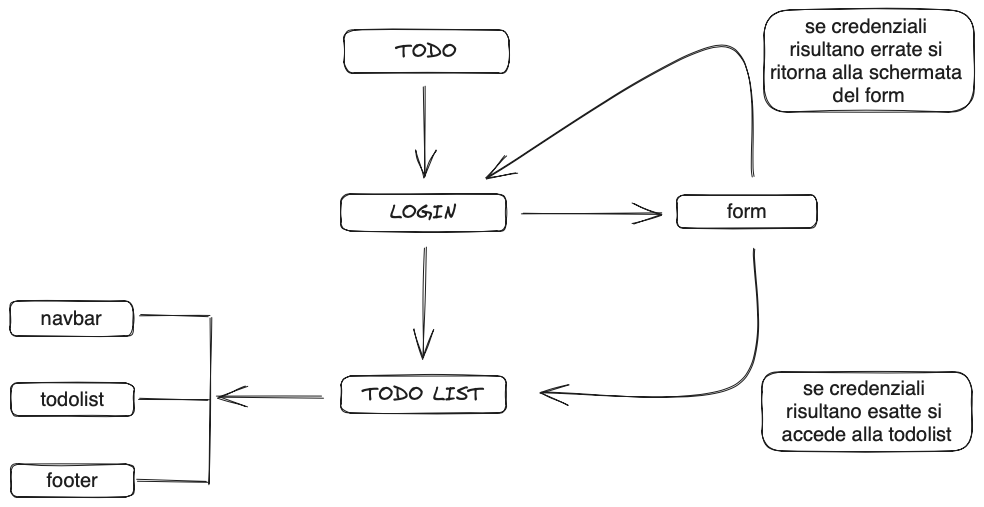 TODO
se credenziali
risultano errate si
ritorna alla schermata
del form
LOGIN
form
navbar
todolist
footer
TODO LIST
se credenziali
risultano esatte si
accede alla todolist